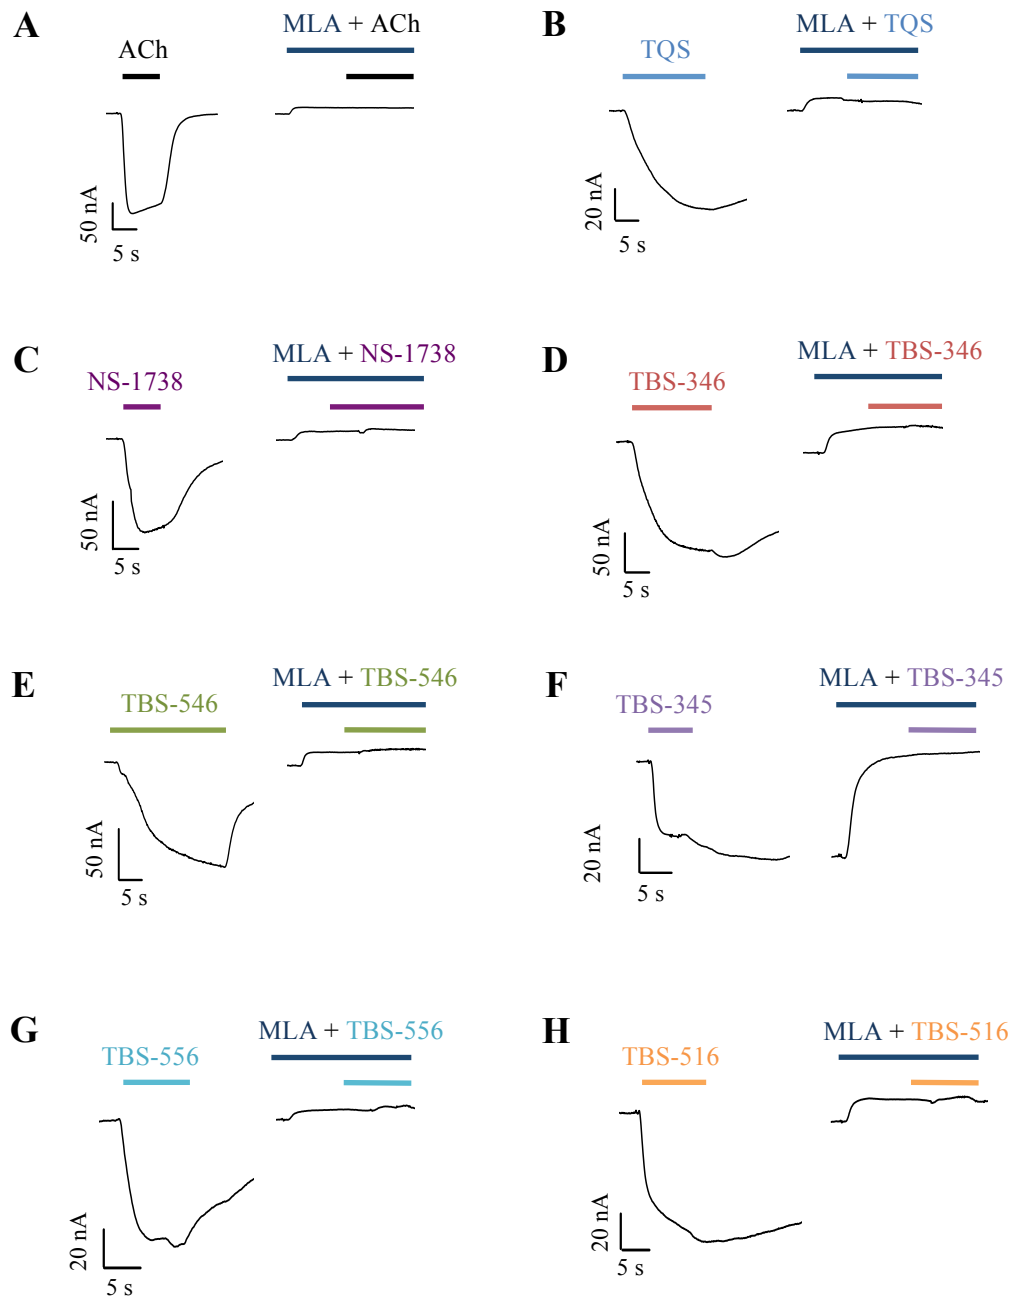 A
ACh
MLA + ACh
50 nA
5 s
B
TQS
MLA + TQS
20 nA
5 s
C
NS-1738
MLA + NS-1738
50 nA
5 s
D
TBS-346
MLA + TBS-346
50 nA
5 s
E
TBS-546
MLA + TBS-546
50 nA
5 s
F
TBS-345
MLA + TBS-345
20 nA
5 s
G
TBS-556
MLA + TBS-556
20 nA
5 s
H
TBS-516
MLA + TBS-516
20 nA
5 s